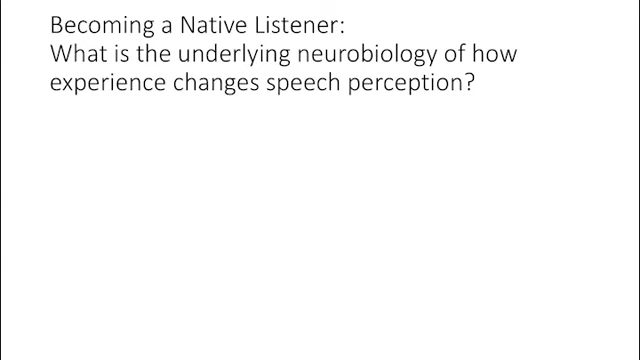 Becoming a Native Listener:
What is the underlying neurobiology of how
experience changes speech perception?